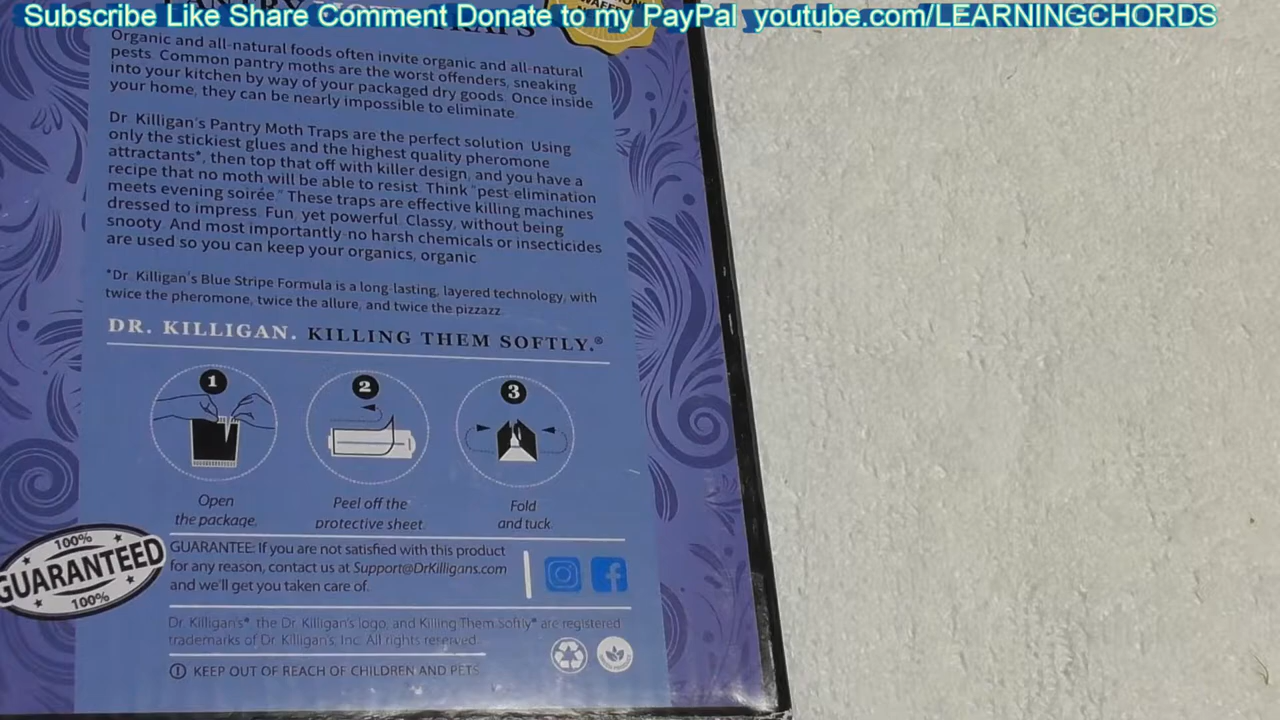 Subscribe Like Share Comment Donate to my PayPal youtube.com/LEARNINGCHORDS
Organic and all-natural foods often invite organic and all-natural
pests. Common pantry moths are the worst offenders, sneaking
into your kitchen by way of your packaged dry goods. Once inside
your home, they can be nearly impossible to eliminate.
Dr. Killigan's Pantry Moth Traps are the perfect solution. Using
only the stickiest glues and the highest quality pheromone
attractants*, then top that off with killer design, and you have a
recipe that no moth will be able to resist. Think "pest-elimination
meets evening soirée." These traps are effective killing machines
dressed to impress. Fun, yet powerful. Classy, without being
snooty. And most importantly-no harsh chemicals or insecticides
are used so you can keep your organics, organic.
*Dr. Killigan's Blue Stripe Formula is a long-lasting, layered technology, with
twice the pheromone, twice the allure, and twice the pizzazz.
DR. KILLIGAN. KILLING THEM SOFTLY.®
1
2
3
Open
the package.
Peel off the
protective sheet.
Fold
and tuck.
100%
GUARANTEED
100%
GUARANTEE: If you are not satisfied with this product
for any reason, contact us at Support@DrKilligans.com
and we'll get you taken care of.
Dr. Killigan's®, the Dr. Killigan's logo, and Killing Them Softly® are registered
trademarks of Dr. Killigan's, Inc. All rights reserved.
KEEP OUT OF REACH OF CHILDREN AND PETS.